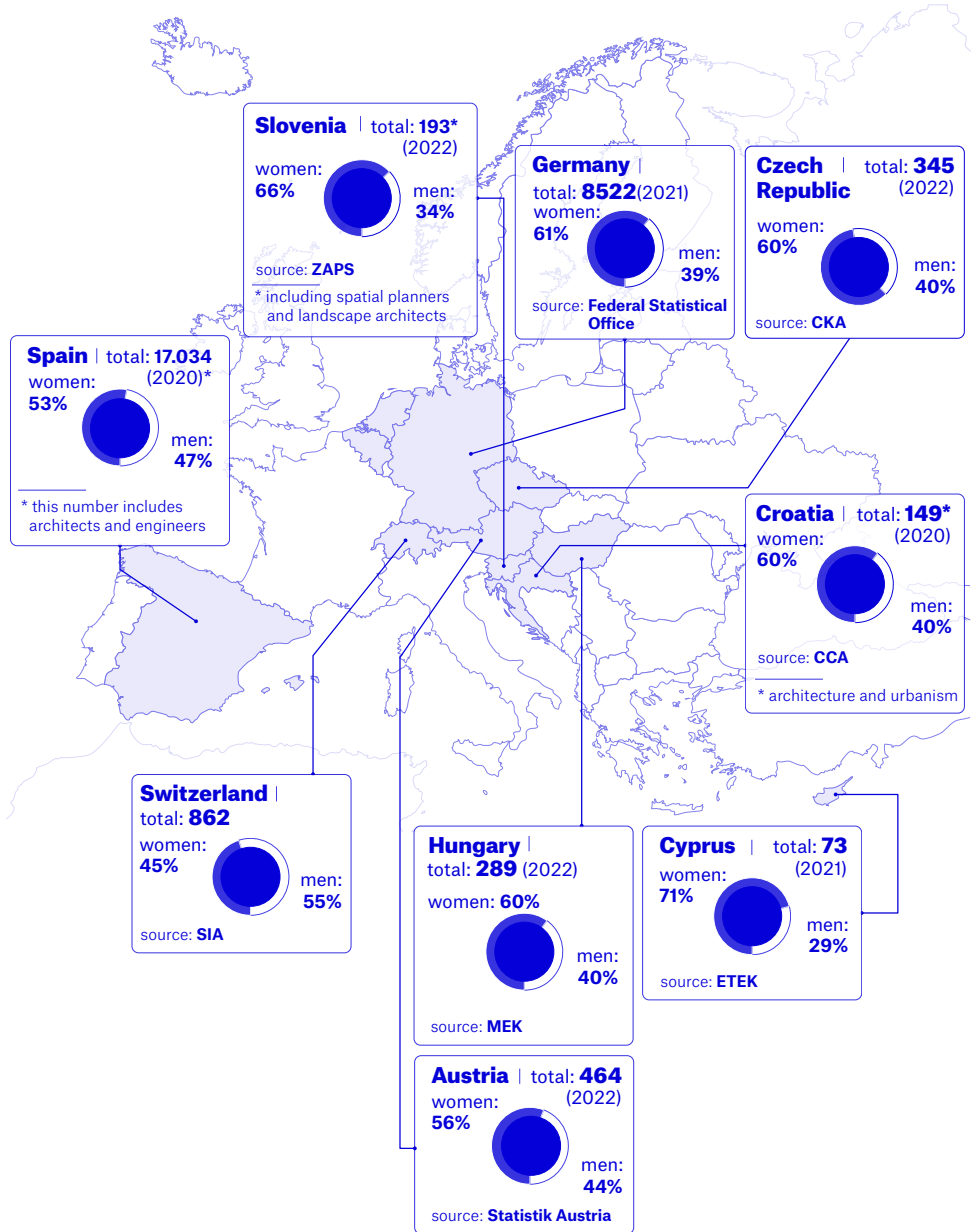 Slovenia | total: 193*
(2022)
women:
66%
men:
34%
source: ZAPS
* including spatial planners
and landscape architects
Germany |
total: 8522(2021)
women:
61%
men:
39%
source: Federal Statistical
Office
Czech | total: 345
Republic (2022)
women:
60%
men:
40%
source: CKA
Spain | total: 17.034
(2020)*
women:
53%
men:
47%
* this number includes
architects and engineers
Croatia | total: 149*
(2020)
women:
60%
men:
40%
source: CCA
* architecture and urbanism
Switzerland |
total: 862
women:
45%
men:
55%
source: SIA
Hungary |
total: 289 (2022)
women: 60%
men:
40%
source: MEK
Cyprus | total: 73
(2021)
women:
71%
men:
29%
source: ETEK
Austria | total: 464
(2022)
women:
56%
men:
44%
source: Statistik Austria